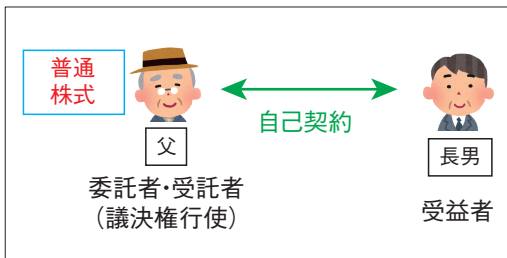 普通
株式
自己契約
父
長男
委託者・受託者
（議決権行使）
受益者